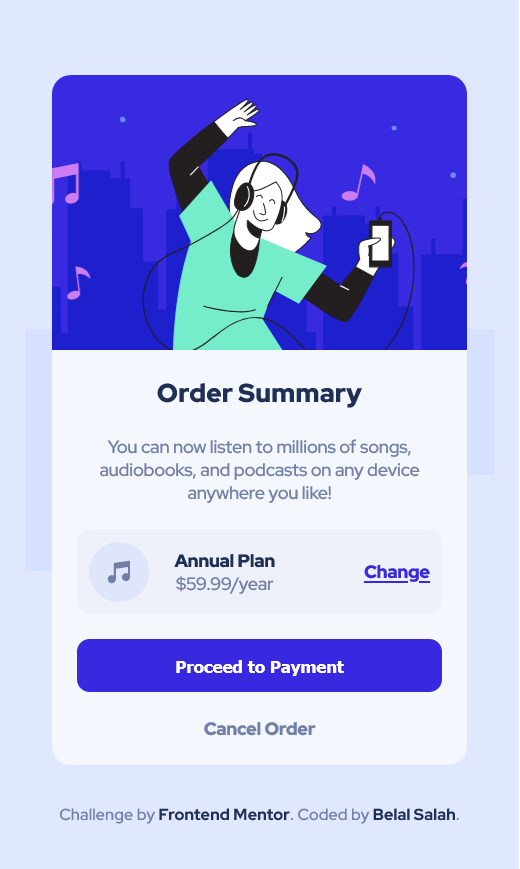 Order Summary
You can now listen to millions of songs,
audiobooks, and podcasts on any device
anywhere you like!
Annual Plan
$59.99/year
Change
Proceed to Payment
Cancel Order
Challenge by Frontend Mentor. Coded by Belal Salah.